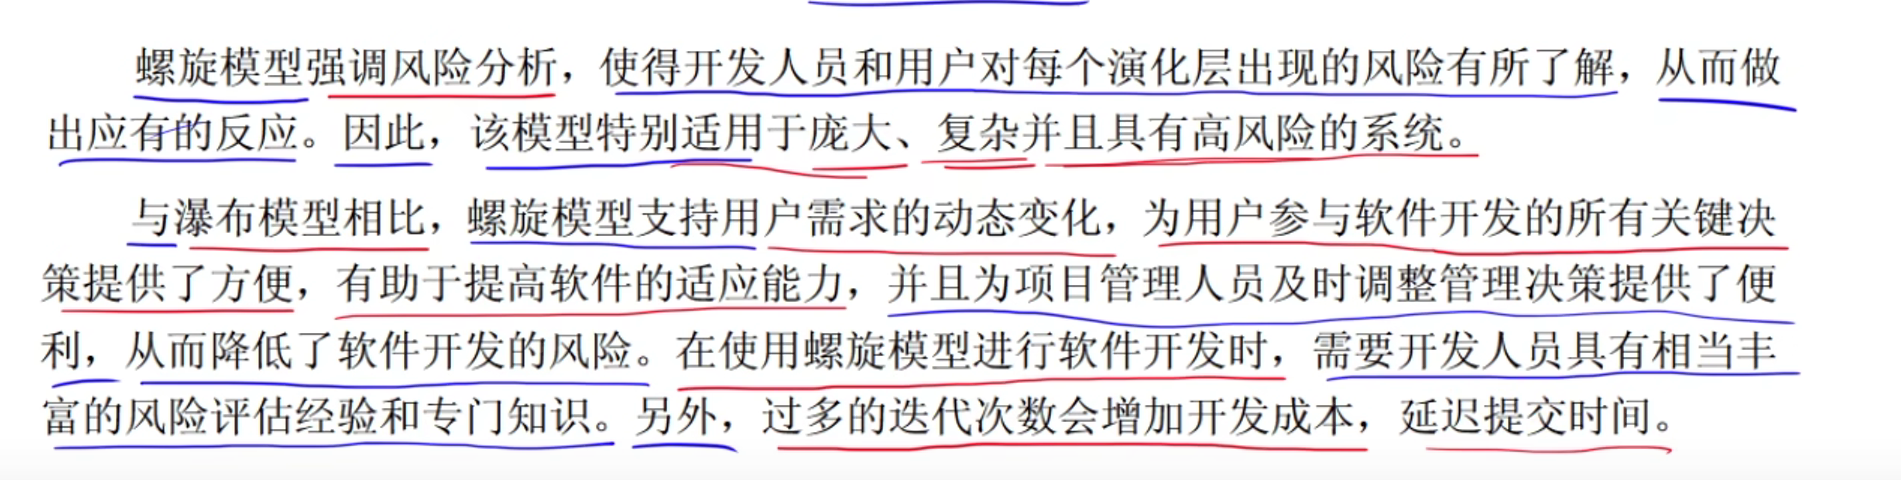 螺旋模型强调风险分析，使得开发人员和用户对每个演化层出现的风险有所了解，从而做
出应有的反应。因此，该模型特别适用于庞大、复杂并且具有高风险的系统。
与瀑布模型相比，螺旋模型支持用户需求的动态变化，为用户参与软件开发的所有关键决
策提供了方便，有助于提高软件的适应能力，并且为项目管理人员及时调整管理决策提供了便
利，从而降低了软件开发的风险。在使用螺旋模型进行软件开发时，需要开发人员具有相当丰
富的风险评估经验和专门知识。另外，过多的迭代次数会增加开发成本，延迟提交时间。